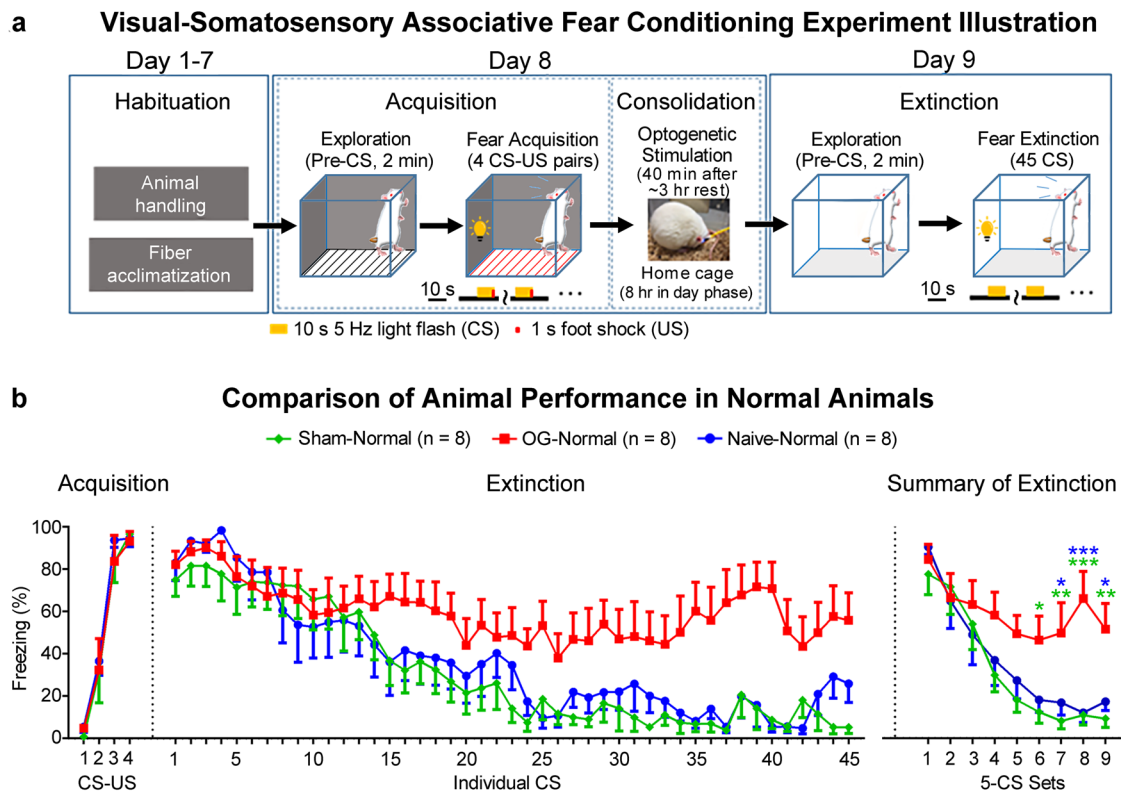 a
Visual-Somatosensory Associative Fear Conditioning Experiment Illustration
Day 1-7
Day 8
Day 9
Habituation
Animal
handling
Fiber
acclimatization
Acquisition
Exploration
(Pre-CS, 2 min)
Fear Acquisition
(4 CS-US pairs)
10 s
Consolidation
Optogenetic
Stimulation
(40 min after
~3 hr rest)
Home cage
(8 hr in day phase)
Extinction
Exploration
(Pre-CS, 2 min)
Fear Extinction
(45 CS)
10 s
10 s 5 Hz light flash (CS)
1 s foot shock (US)
b
Comparison of Animal Performance in Normal Animals
Sham-Normal (n = 8)
OG-Normal (n = 8)
Naive-Normal (n = 8)
Acquisition
Extinction
Summary of Extinction
Freezing (%)
100
80
60
40
20
0
1 2 3 4
CS-US
1 5 10 15 20 25 30 35 40 45
Individual CS
*** 
* *** *
* ** **
1 2 3 4 5 6 7 8 9
5-CS Sets